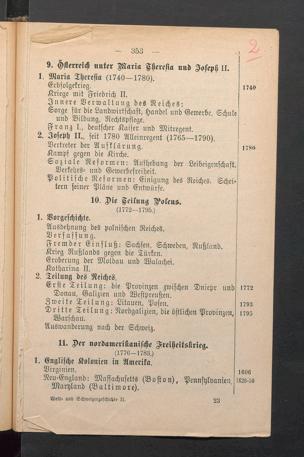 — 353 —
2
9. Österreich unter Maria Theresia und Joseph II.
1. Maria Theresia (1740—1780). 1740
Erbfolgekrieg.
Kriege mit Friedrich II.
Innere Verwaltung des Reiches:
Sorge für die Landwirtschaft, Handel und Gewerbe, Schule
und Bildung, Rechtspflege.
Franz I., deutscher Kaiser und Mitregent.
2. Joseph II., seit 1780 Alleinregent (1765—1790). 1780
Vertreter der Aufklärung.
Kampf gegen die Kirche.
Soziale Reformen: Aufhebung der Leibeigenschaft,
Verkehrs- und Gewerbefreiheit.
Politische Reformen: Einigung des Reiches. Schei-
tern seiner Pläne und Entwürfe.
10. Die Teilung Polens.
(1772—1795.)
1. Vorgeschichte.
Ausdehnung des polnischen Reiches.
Verfassung.
Fremder Einfluß: Sachsen, Schweden, Rußland.
Krieg Rußlands gegen die Türken.
Eroberung der Moldau und Walachei.
Katharina II.
2. Teilung des Reiches.
Erste Teilung: die Provinzen zwischen Dniepr und 1772
Donau, Galizien und Westpreußen.
Zweite Teilung: Litauen, Polen. 1793
Dritte Teilung: Nordgalizien, die östlichen Provinzen, 1795
Warschau.
Auswanderung nach der Schweiz.
11. Der nordamerikanische Freiheitskrieg.
(1776—1783.)
1. Englische Kolonien in Amerika.
Virginien. 1606
Neu-England: Massachusetts (Boston), Pennsylvanien, 1620-50
Maryland (Baltimore).
Welt- und Schweizergeschichte II. 23